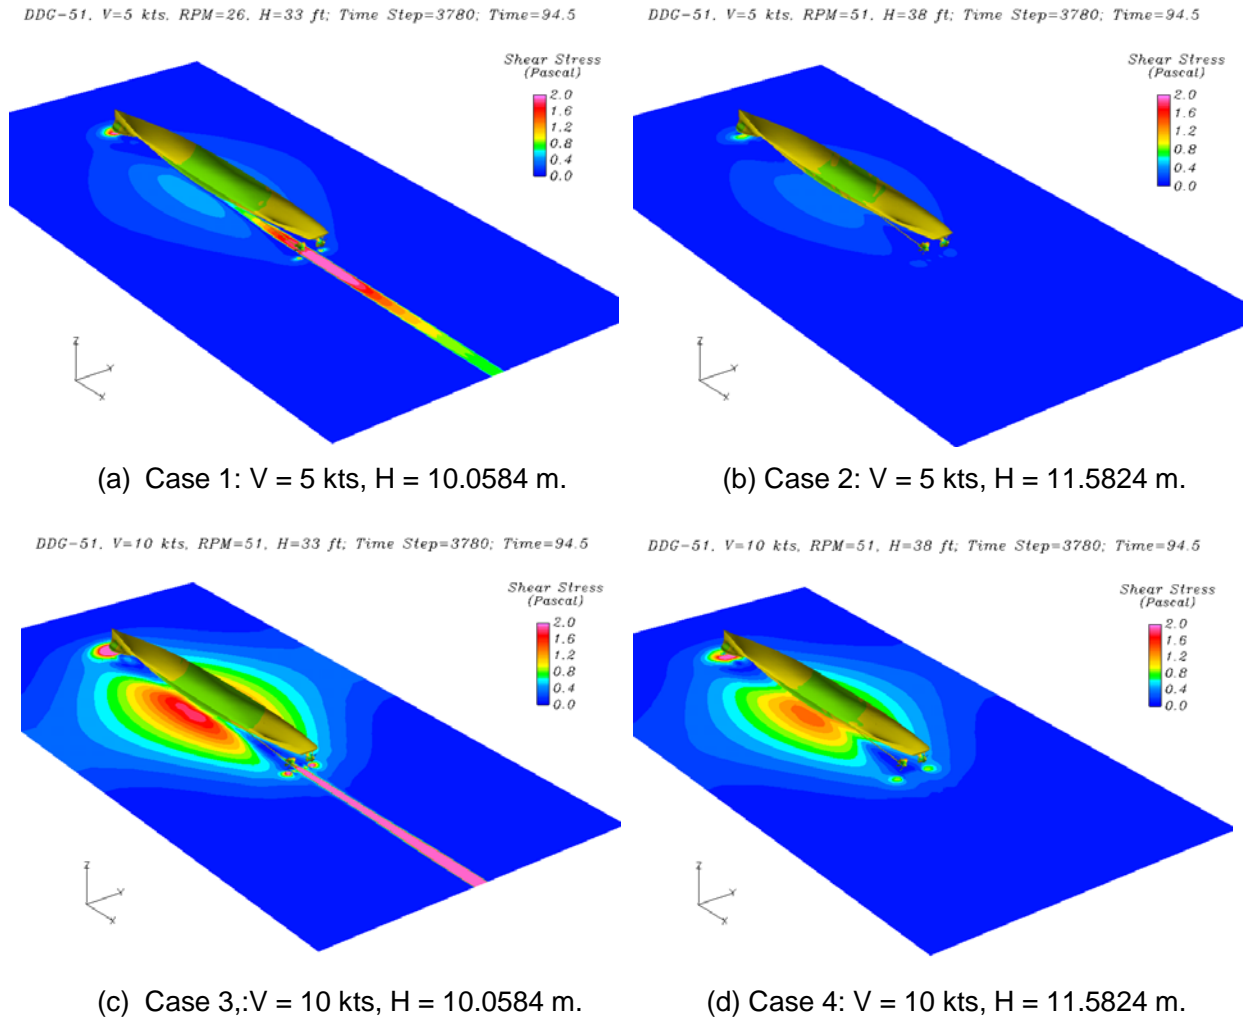 DDG-51, V=5 kts, RPM=26, H=33 ft; Time Step=3780; Time=94.5
Shear Stress
(Pascal)
2.0
1.6
1.2
0.8
0.4
0.0
Z
Y
X
(a) Case 1: V = 5 kts, H = 10.0584 m.
DDG-51, V=5 kts, RPM=51, H=38 ft; Time Step=3780; Time=94.5
Shear Stress
(Pascal)
2.0
1.6
1.2
0.8
0.4
0.0
Z
Y
X
(b) Case 2: V = 5 kts, H = 11.5824 m.
DDG-51, V=10 kts, RPM=51, H=33 ft; Time Step=3780; Time=94.5
Shear Stress
(Pascal)
2.0
1.6
1.2
0.8
0.4
0.0
Z
Y
X
(c) Case 3,:V = 10 kts, H = 10.0584 m.
DDG-51, V=10 kts, RPM=51, H=38 ft; Time Step=3780; Time=94.5
Shear Stress
(Pascal)
2.0
1.6
1.2
0.8
0.4
0.0
Z
Y
X
(d) Case 4: V = 10 kts, H = 11.5824 m.